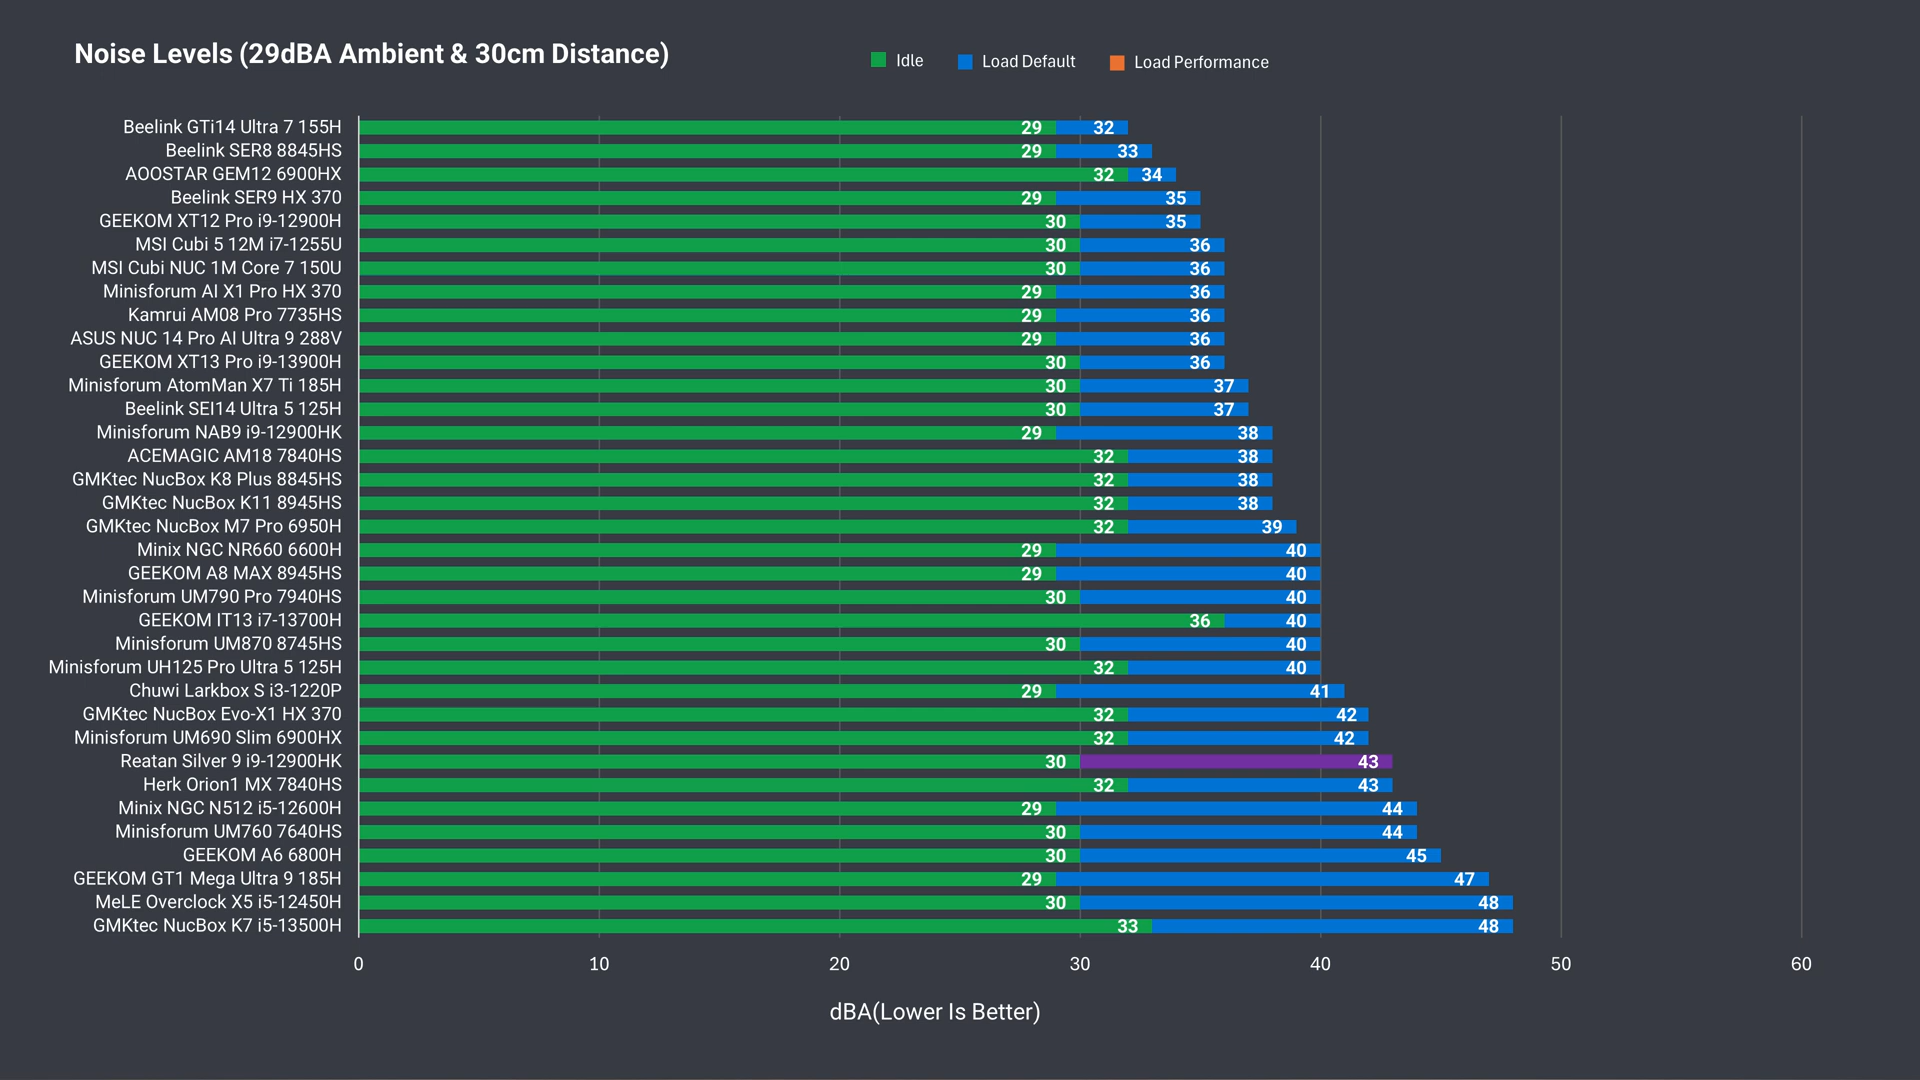 Noise Levels (29dBA Ambient & 30cm Distance)
Idle Load Default Load Performance
Beelink GTi14 Ultra 7 155H 29 32
Beelink SER8 8845HS 29 33
AOOSTAR GEM12 6900HX 32 34
Beelink SER9 HX 370 29 35
GEEKOM XT12 Pro i9-12900H 30 35
MSI Cubi 5 12M i7-1255U 30 36
MSI Cubi NUC 1M Core 7 150U 30 36
Minisforum AI X1 Pro HX 370 29 36
Kamrui AM08 Pro 7735HS 29 36
ASUS NUC 14 Pro AI Ultra 9 288V 29 36
GEEKOM XT13 Pro i9-13900H 30 36
Minisforum AtomMan X7 Ti 185H 30 37
Beelink SEI14 Ultra 5 125H 30 37
Minisforum NAB9 i9-12900HK 29 38
ACEMAGIC AM18 7840HS 32 38
GMKtec NucBox K8 Plus 8845HS 32 38
GMKtec NucBox K11 8945HS 32 38
GMKtec NucBox M7 Pro 6950H 32 39
Minix NGC NR660 6600H 29 40
GEEKOM A8 MAX 8945HS 29 40
Minisforum UM790 Pro 7940HS 30 40
GEEKOM IT13 i7-13700H 36 40
Minisforum UM870 8745HS 30 40
Minisforum UH125 Pro Ultra 5 125H 32 40
Chuwi Larkbox S i3-1220P 29 41
GMKtec NucBox Evo-X1 HX 370 32 42
Minisforum UM690 Slim 6900HX 32 42
Reatan Silver 9 i9-12900HK 30 43
Herk Orion1 MX 7840HS 32 43
Minix NGC N512 i5-12600H 29 44
Minisforum UM760 7640HS 30 44
GEEKOM A6 6800H 30 45
GEEKOM GT1 Mega Ultra 9 185H 29 47
MeLE Overclock X5 i5-12450H 30 48
GMKtec NucBox K7 i5-13500H 33 48
0 10 20 30 40 50 60
dBA(Lower Is Better)